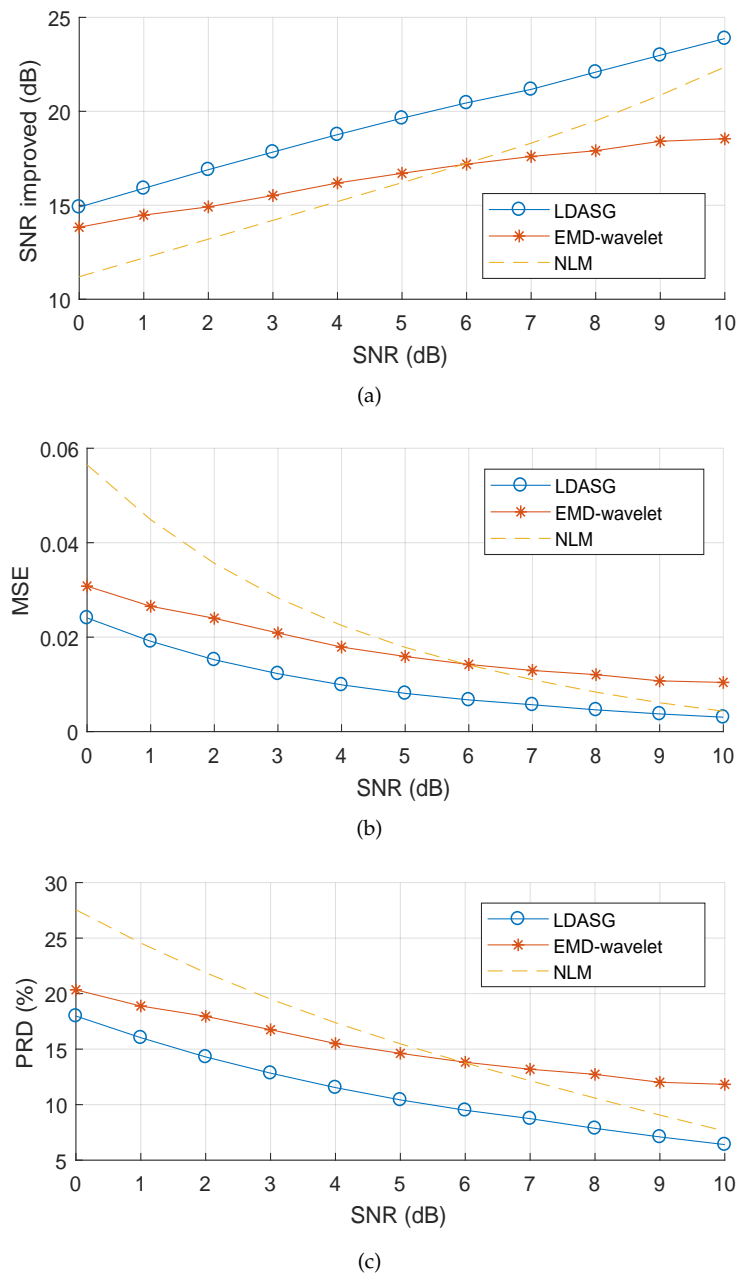 25
20
15
10
SNR improved (dB)
LDASG
EMD-wavelet
NLM
0 1 2 3 4 5 6 7 8 9 10
SNR (dB)
(a)
0.06
0.04
0.02
0
MSE
LDASG
EMD-wavelet
NLM
0 1 2 3 4 5 6 7 8 9 10
SNR (dB)
(b)
30
25
20
15
10
5
PRD (%)
LDASG
EMD-wavelet
NLM
0 1 2 3 4 5 6 7 8 9 10
SNR (dB)
(c)